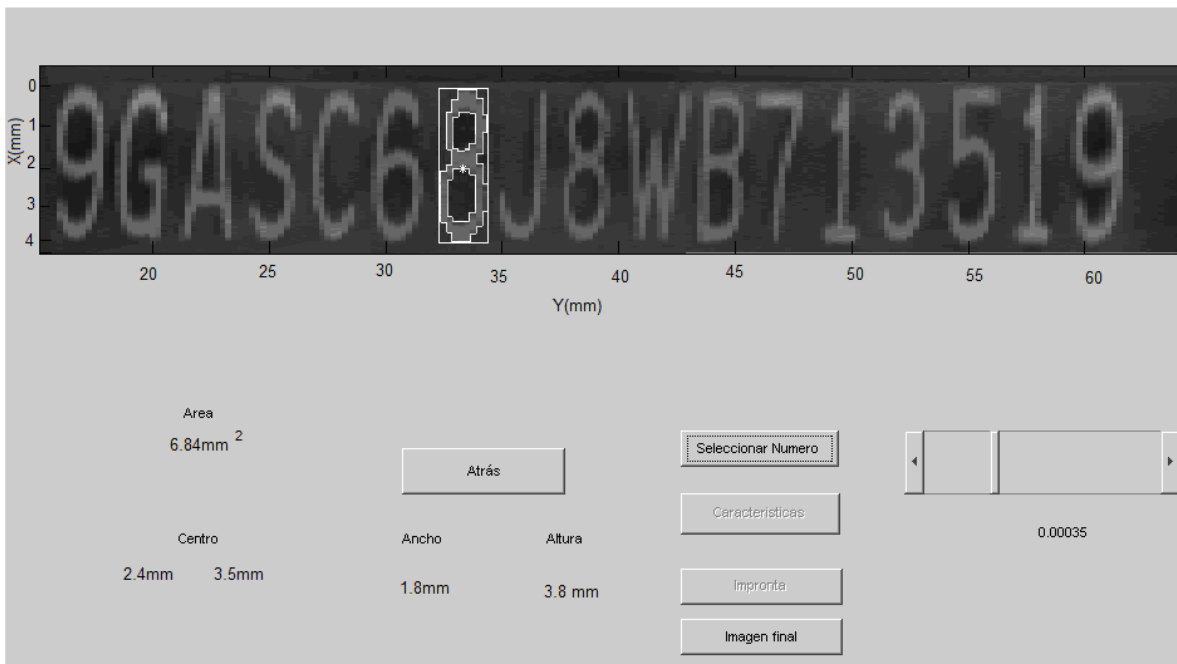 0
1
2
3
4
X(mm)
9GASC68J8WB713519
20 25 30 35 40 45 50 55 60
Y(mm)
Area
6.84mm 2
Atrás
Seleccionar Numero
Caracteristicas
0.00035
Centro
Ancho
Altura
2.4mm 3.5mm
1.8mm
3.8 mm
Impronta
Imagen final